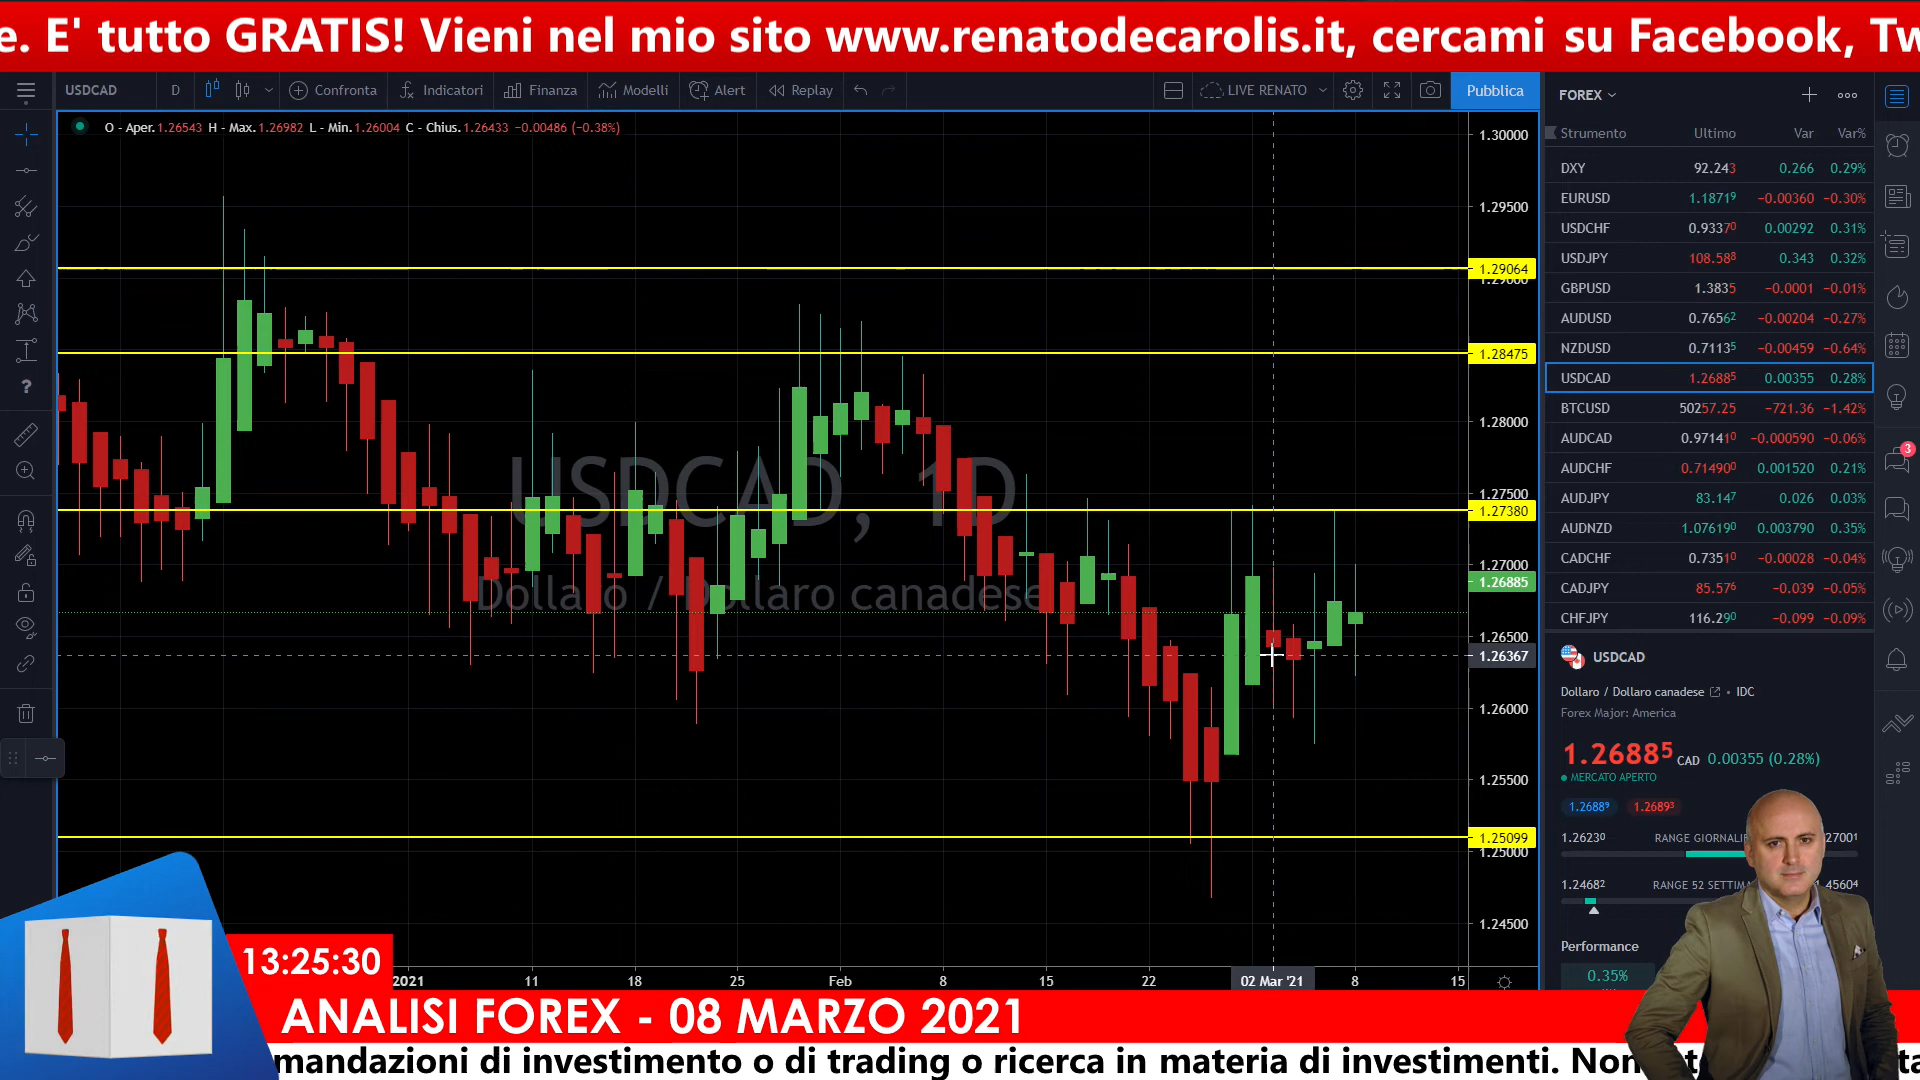 e. E' tutto GRATIS! Vieni nel mio sito www.renatodecarolis.it, cercami su Facebook, Tw
USDCAD D Confronta Indicatori Finanza Modelli Alert Replay LIVE RENATO Pubblica
O - Aper.1.26543 H - Max.1.26982 L - Min.1.26004 C - Chius.1.26433 −0.00486 (−0.38%)
USDCAD, 1D
Dollaro / Dollaro canadese
1.30000
1.29500
1.29064
1.29000
1.28475
1.28000
1.27500
1.27380
1.27000
1.26885
1.26500
1.26367
1.26000
1.25500
1.25099
1.25000
1.24500
2021 11 18 25 Feb 8 15 22 02 Mar '21 8 15
FOREX
Strumento Ultimo Var Var%
DXY 92.243 0.266 0.29%
EURUSD 1.18719 −0.00360 −0.30%
USDCHF 0.93370 0.00292 0.31%
USDJPY 108.588 0.343 0.32%
GBPUSD 1.3835 −0.0001 −0.01%
AUDUSD 0.76562 −0.00204 −0.27%
NZDUSD 0.71135 −0.00459 −0.64%
USDCAD 1.26885 0.00355 0.28%
BTCUSD 50257.25 −721.36 −1.42%
AUDCAD 0.971410 −0.000590 −0.06%
AUDCHF 0.714900 0.001520 0.21%
AUDJPY 83.147 0.026 0.03%
AUDNZD 1.076190 0.003790 0.35%
CADCHF 0.73510 −0.00028 −0.04%
CADJPY 85.576 −0.039 −0.05%
CHFJPY 116.290 −0.099 −0.09%
3
USDCAD
Dollaro / Dollaro canadese • IDC
Forex Major: America
1.26885 CAD 0.00355 (0.28%)
MERCATO APERTO
1.26889 1.26893
1.26230 RANGE GIORNALI 27001
1.24682 RANGE 52 SETTIMA 45604
Performance
0.35%
13:25:30
ANALISI FOREX - 08 MARZO 2021
mandazioni di investimento o di trading o ricerca in materia di investimenti. Non